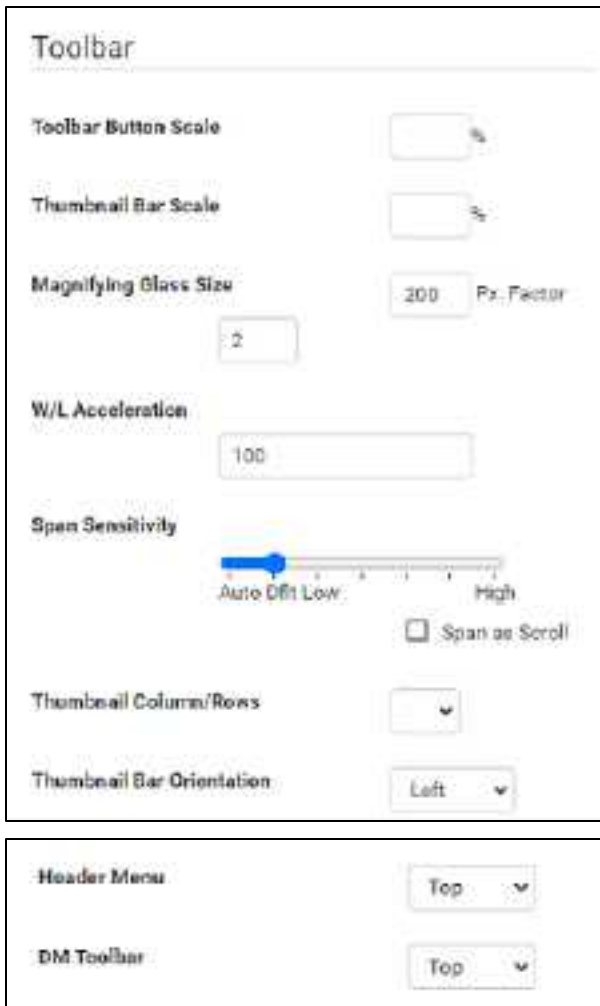 Toolbar
Toolbar Button Scale %
Thumbnail Bar Scale %
Magnifying Glass Size 200 Px. Factor
2
W/L Acceleration
100
Span Sensitivity
Auto Dflt Low High
Span as Scroll
Thumbnail Column/Rows
Thumbnail Bar Orientation Left
Header Menu Top
DM Toolbar Top